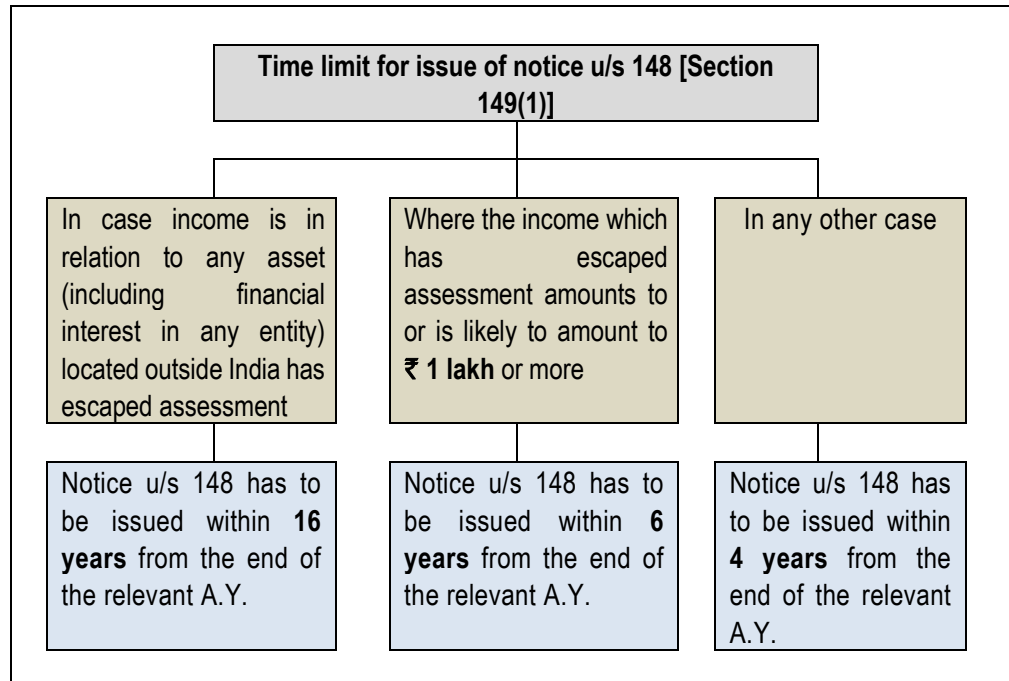 Time limit for issue of notice u/s 148 [Section
149(1)]
In case income is in
relation to any asset
(including financial
interest in any entity)
located outside India has
escaped assessment
Where the income which
has escaped
assessment amounts to
or is likely to amount to
₹ 1 lakh or more
In any other case
Notice u/s 148 has to
be issued within 16
years from the end of
the relevant A.Y.
Notice u/s 148 has to
be issued within 6
years from the end of
the relevant A.Y.
Notice u/s 148 has
to be issued within
4 years from the
end of the relevant
A.Y.